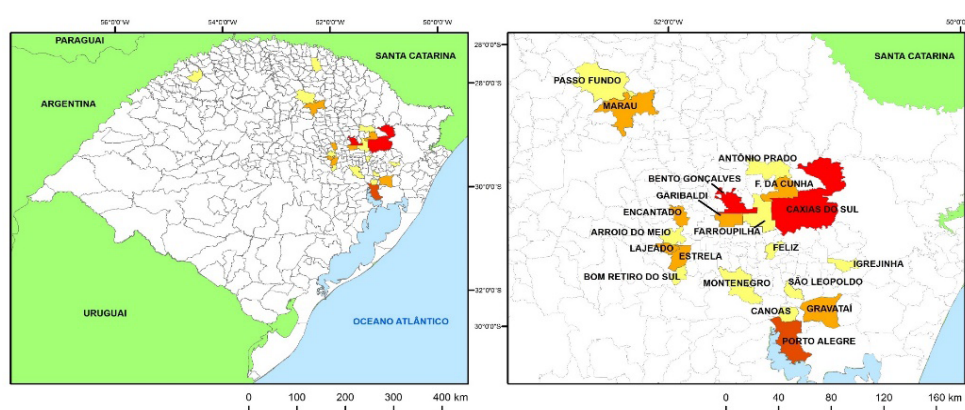 56°0'0"S 54°0'0"S 52°0'0"S 50°0'0"S
PARAGUAI
SANTA CATARINA
28°0'0"S
ARGENTINA
30°0'0"S
32°0'0"S
URUGUAI
OCEANO ATLÂNTICO
0 100 200 300 400 km
52°0'0"S 50°0'0"S
28°0'0"S
SANTA CATARINA
PASSO FUNDO
MARAU
ANTÔNIO PRADO
BENTO GONÇALVES
F. DA CUNHA
GARIBALDI
ENCANTADO
CAXIAS DO SUL
ARROIO DO MEIO
FARROUPILHA
LAJEADO
FELIZ
ESTRELA
IGREJINHA
BOM RETIRO DO SUL
MONTENEGRO
SÃO LEOPOLDO
CANOAS
GRAVATAÍ
30°0'0"S
PORTO ALEGRE
0 40 80 120 160 km